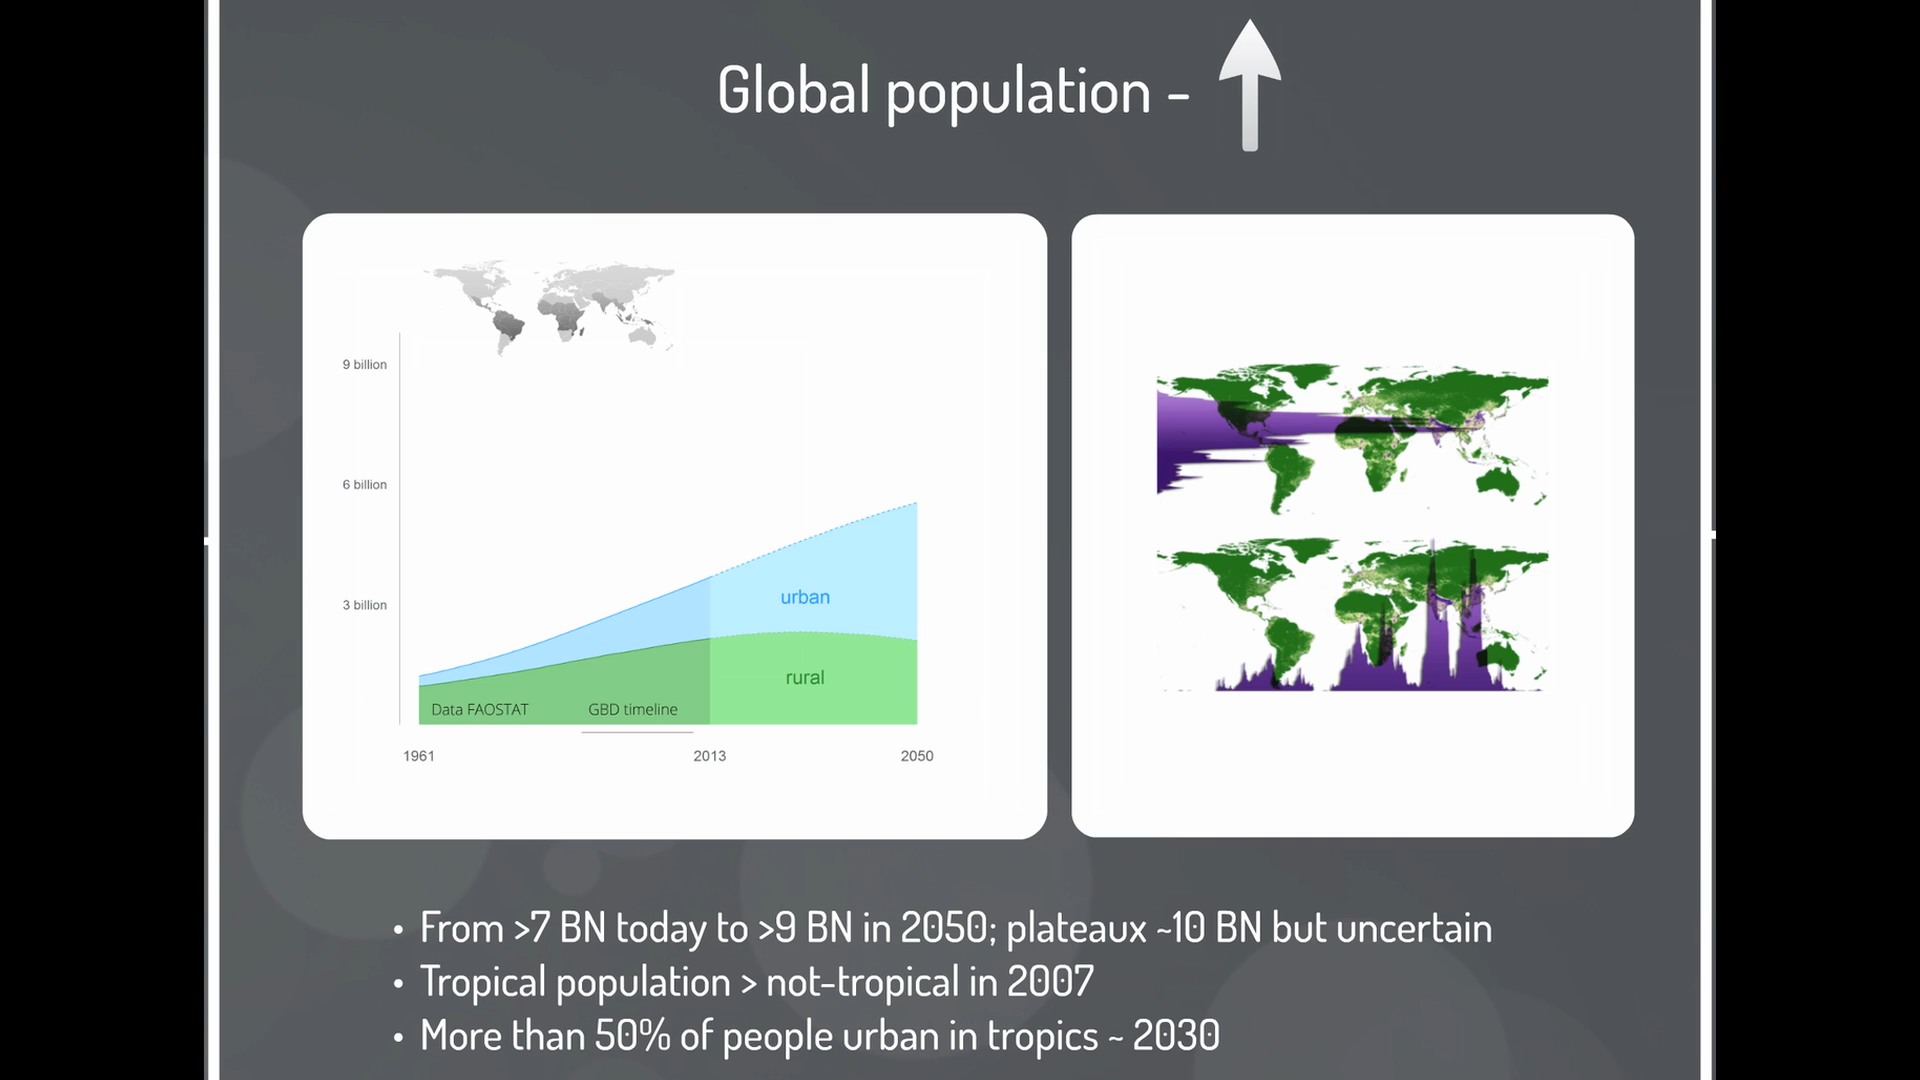 Global population -
9 billion
6 billion
3 billion
urban
rural
Data FAOSTAT
GBD timeline
1961
2013
2050
• From >7 BN today to >9 BN in 2050; plateaux ~10 BN but uncertain
• Tropical population > not-tropical in 2007
• More than 50% of people urban in tropics ~ 2030